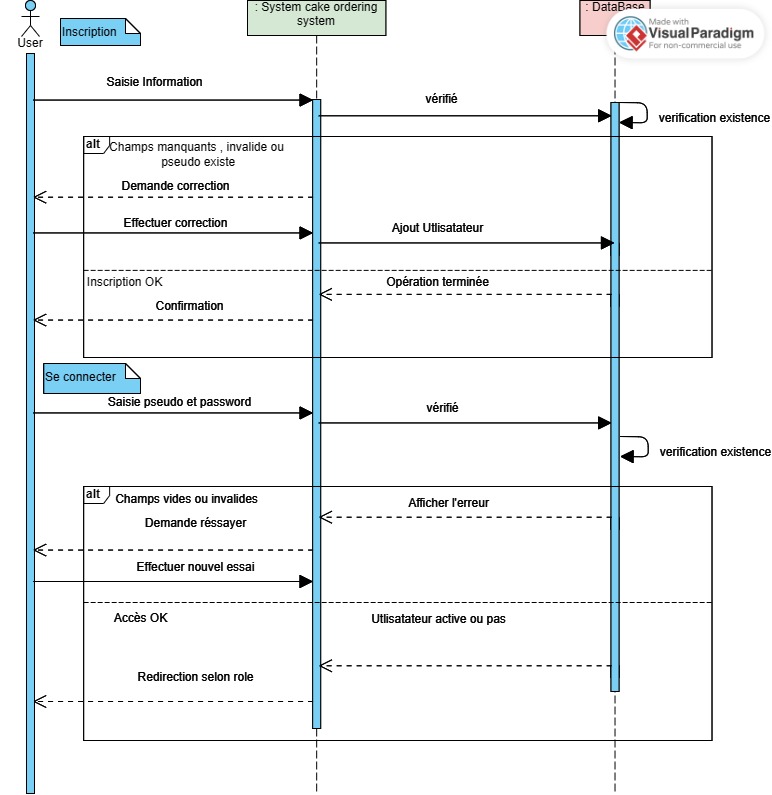 : System cake ordering
system
: DataBase
Made with
VisualParadigm
For non-commercial use
User
Inscription
Saisie Information
vérifié
verification existence
alt
Champs manquants , invalide ou
pseudo existe
Demande correction
Effectuer correction
Ajout Utlisatateur
Inscription OK
Opération terminée
Confirmation
Se connecter
Saisie pseudo et password
vérifié
verification existence
alt
Champs vides ou invalides
Afficher l'erreur
Demande réssayer
Effectuer nouvel essai
Accès OK
Utlisatateur active ou pas
Redirection selon role